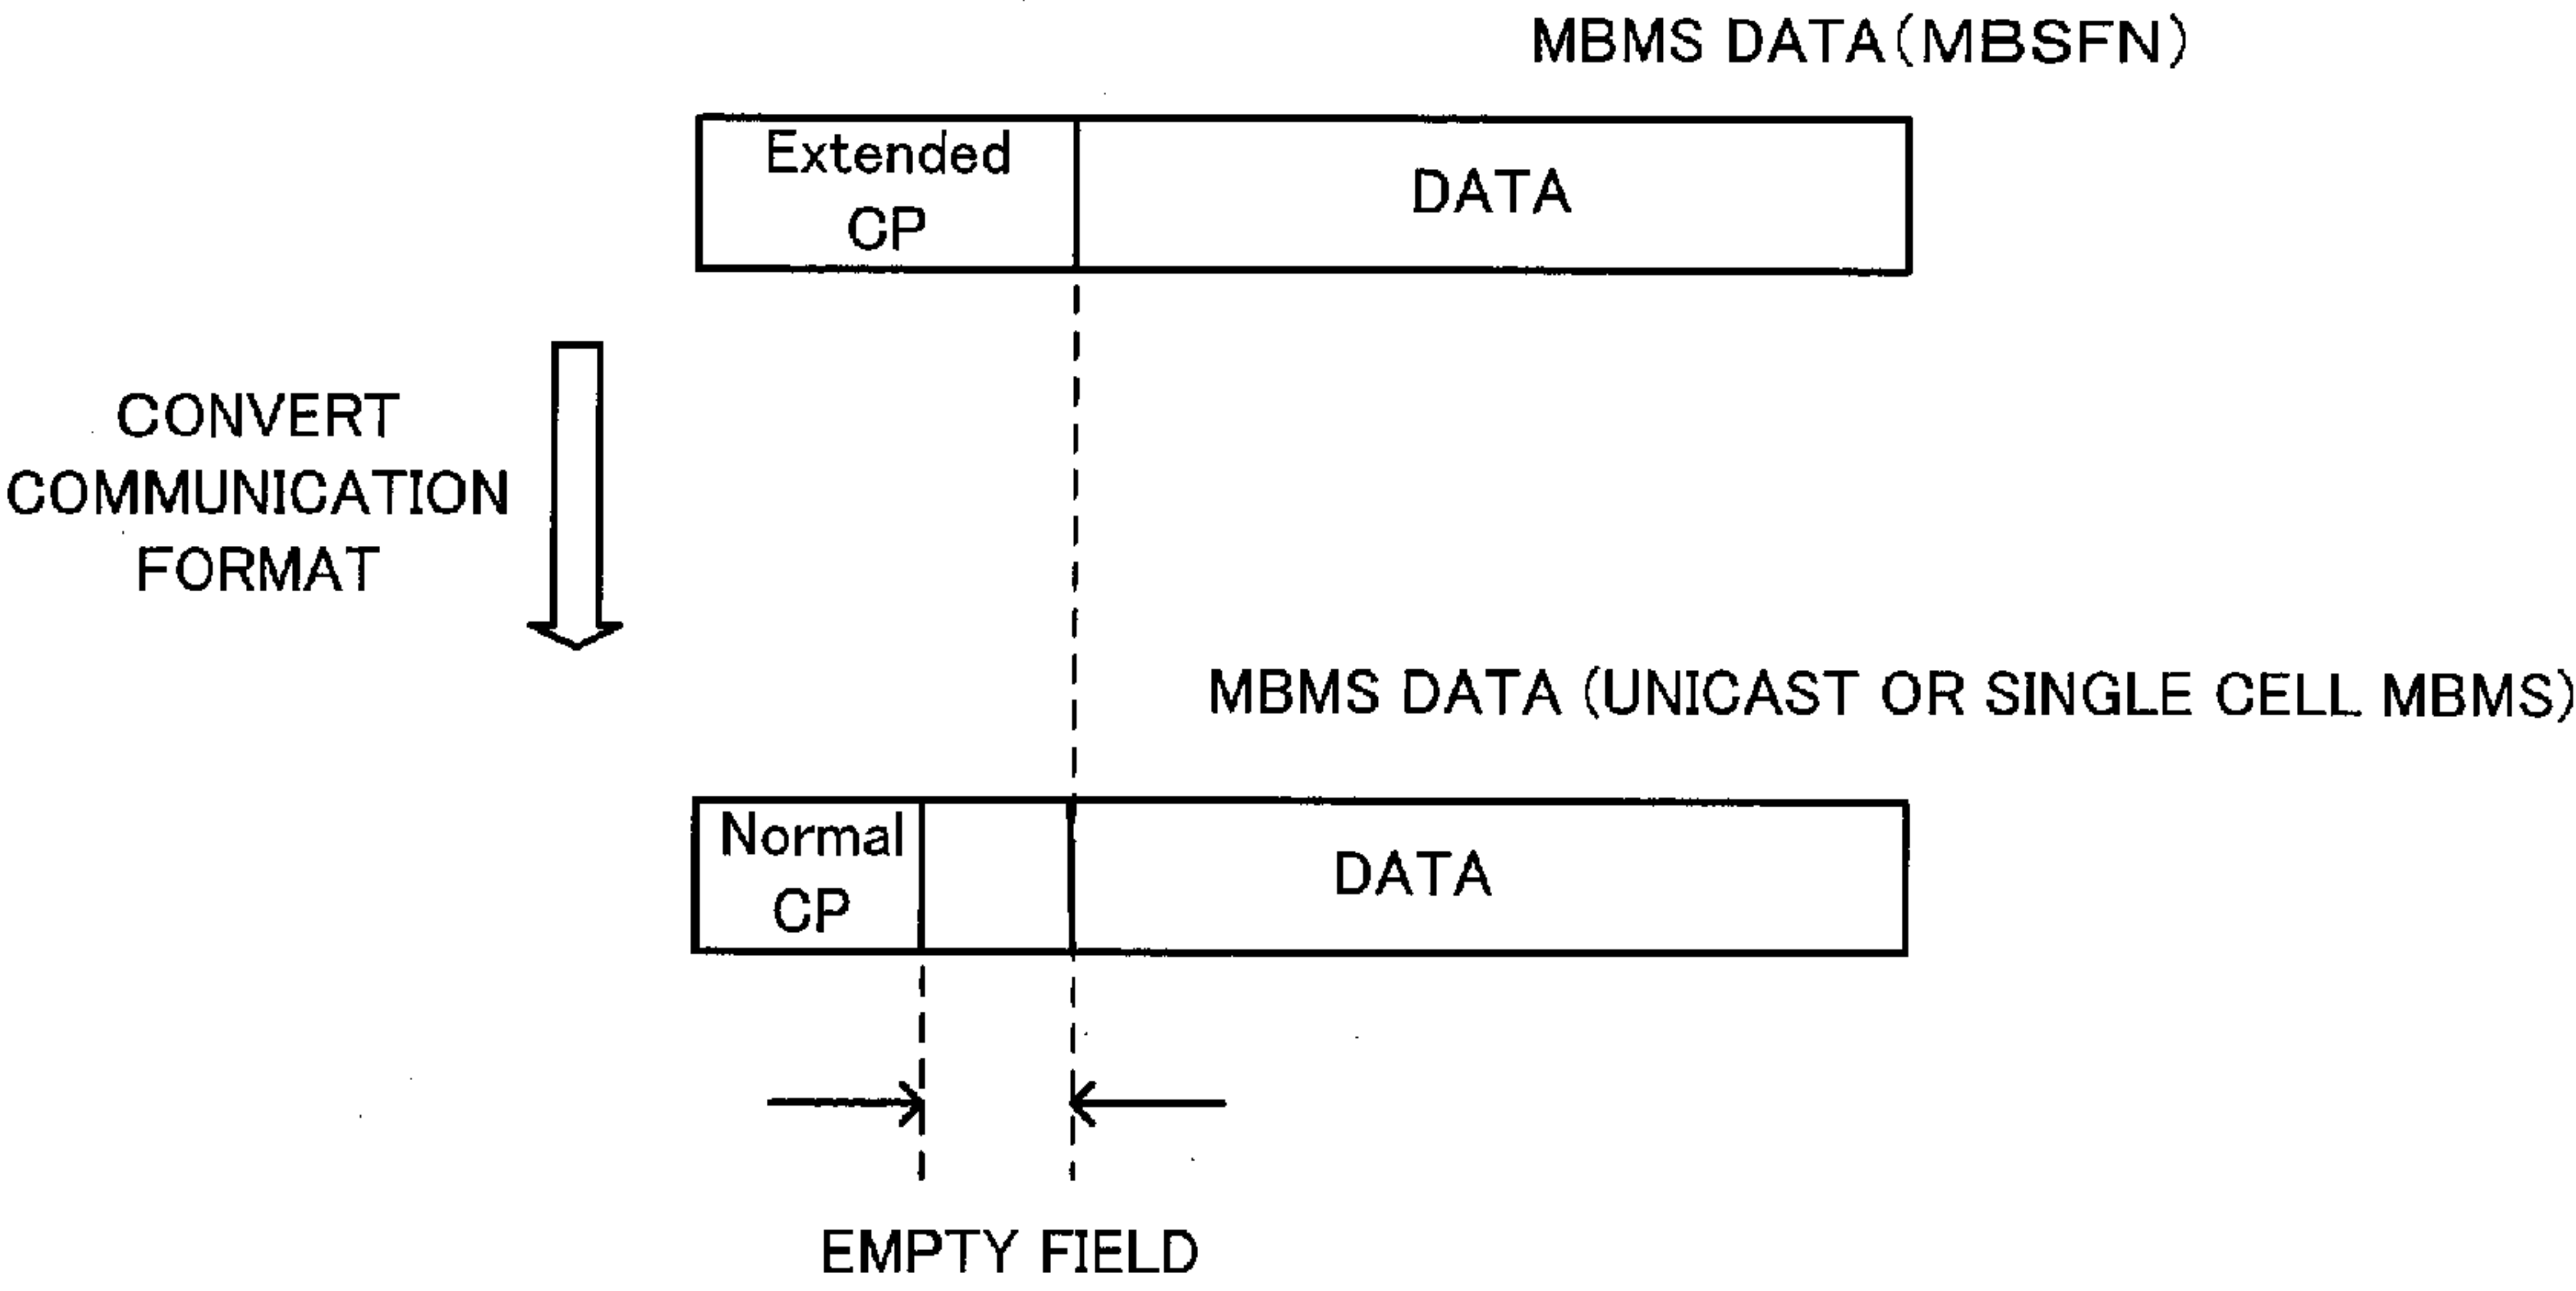 MBMS DATA(MBSFN)
Extended
CP
DATA
CONVERT
COMMUNICATION
FORMAT
MBMS DATA (UNICAST OR SINGLE CELL MBMS)
Normal
CP
DATA
EMPTY FIELD